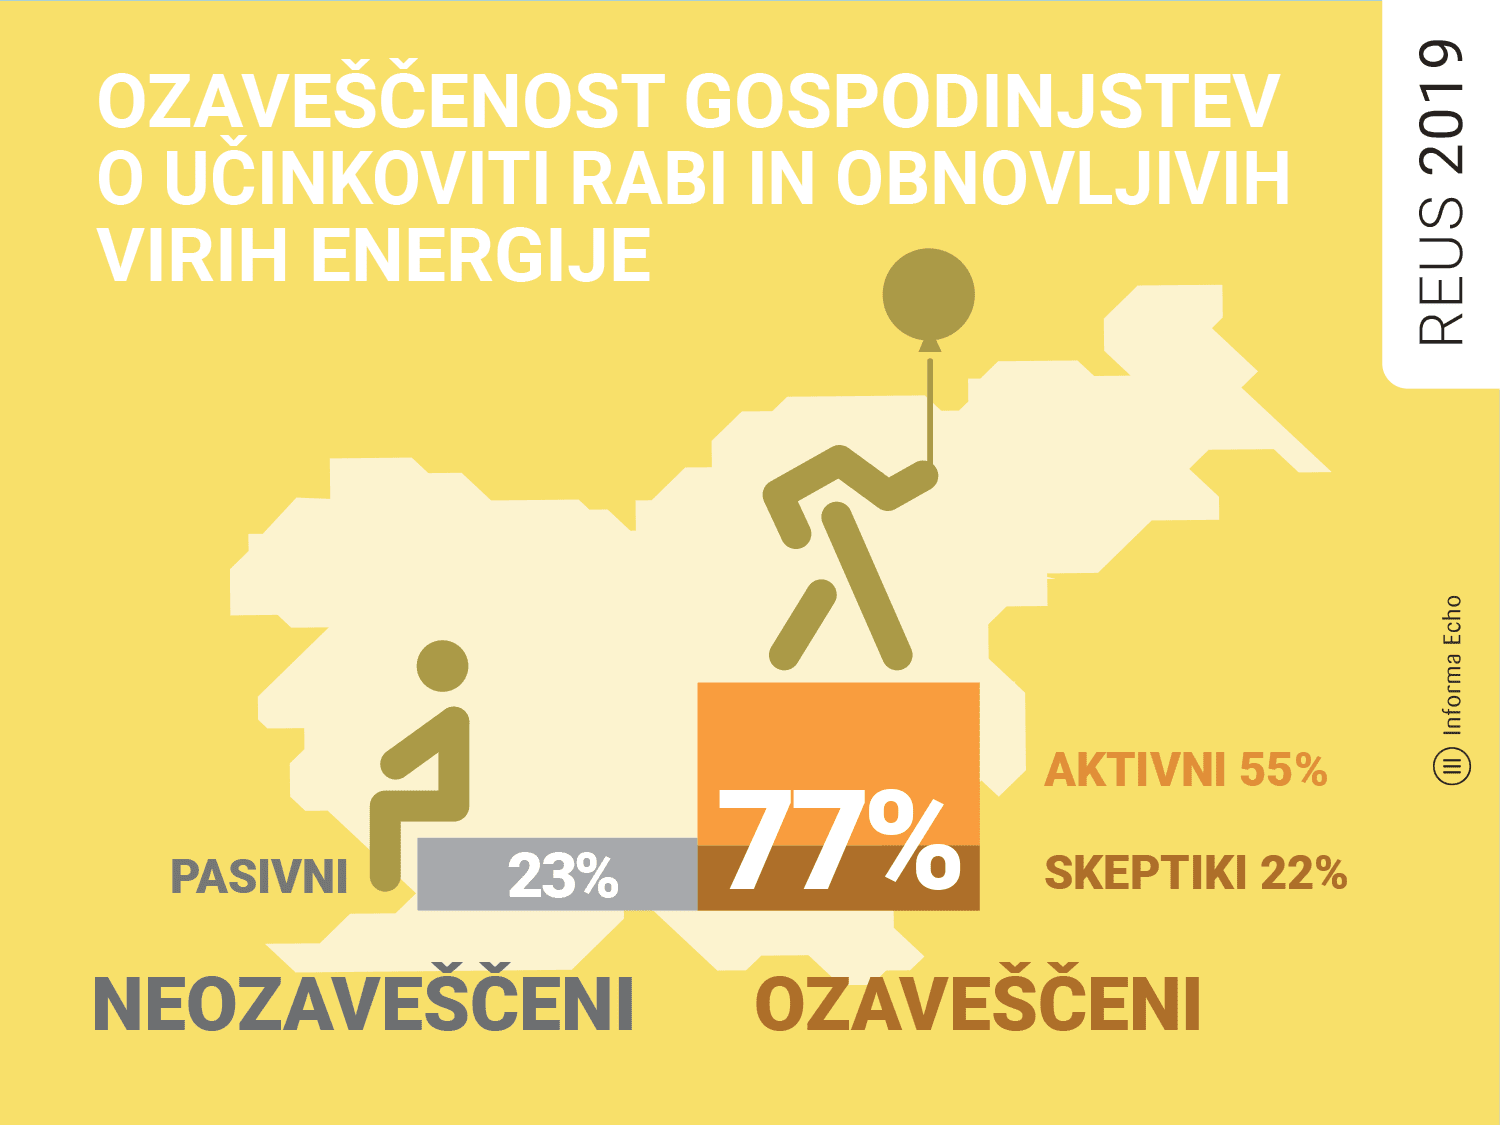 OZAVEŠČENOST GOSPODINJSTEV
O UČINKOVITI RABI IN OBNOVLJIVIH
VIRIH ENERGIJE
REUS 2019
Informa Echo
77%
AKTIVNI 55%
SKEPTIKI 22%
PASIVNI
23%
NEOZAVEŠČENI
OZAVEŠČENI